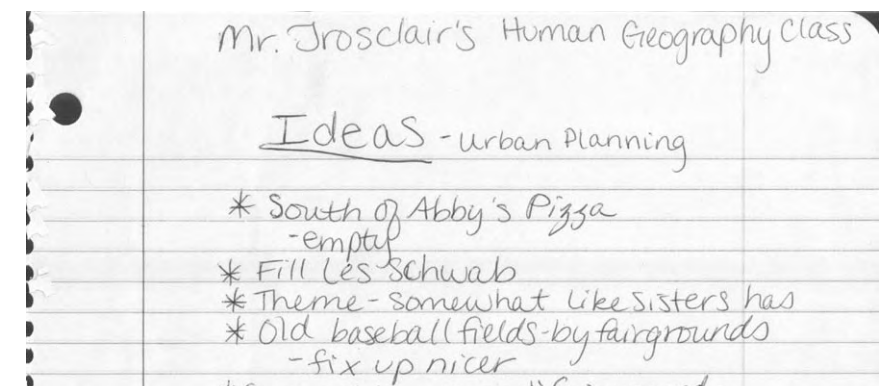 Mr. Trosclair's Human Geography Class
Ideas - Urban Planning
* South of Abby's Pizza
- empty
* Fill Les Schwab
* Theme - Somewhat like Sisters has
* Old baseball fields - by fairgrounds
- fix up nicer